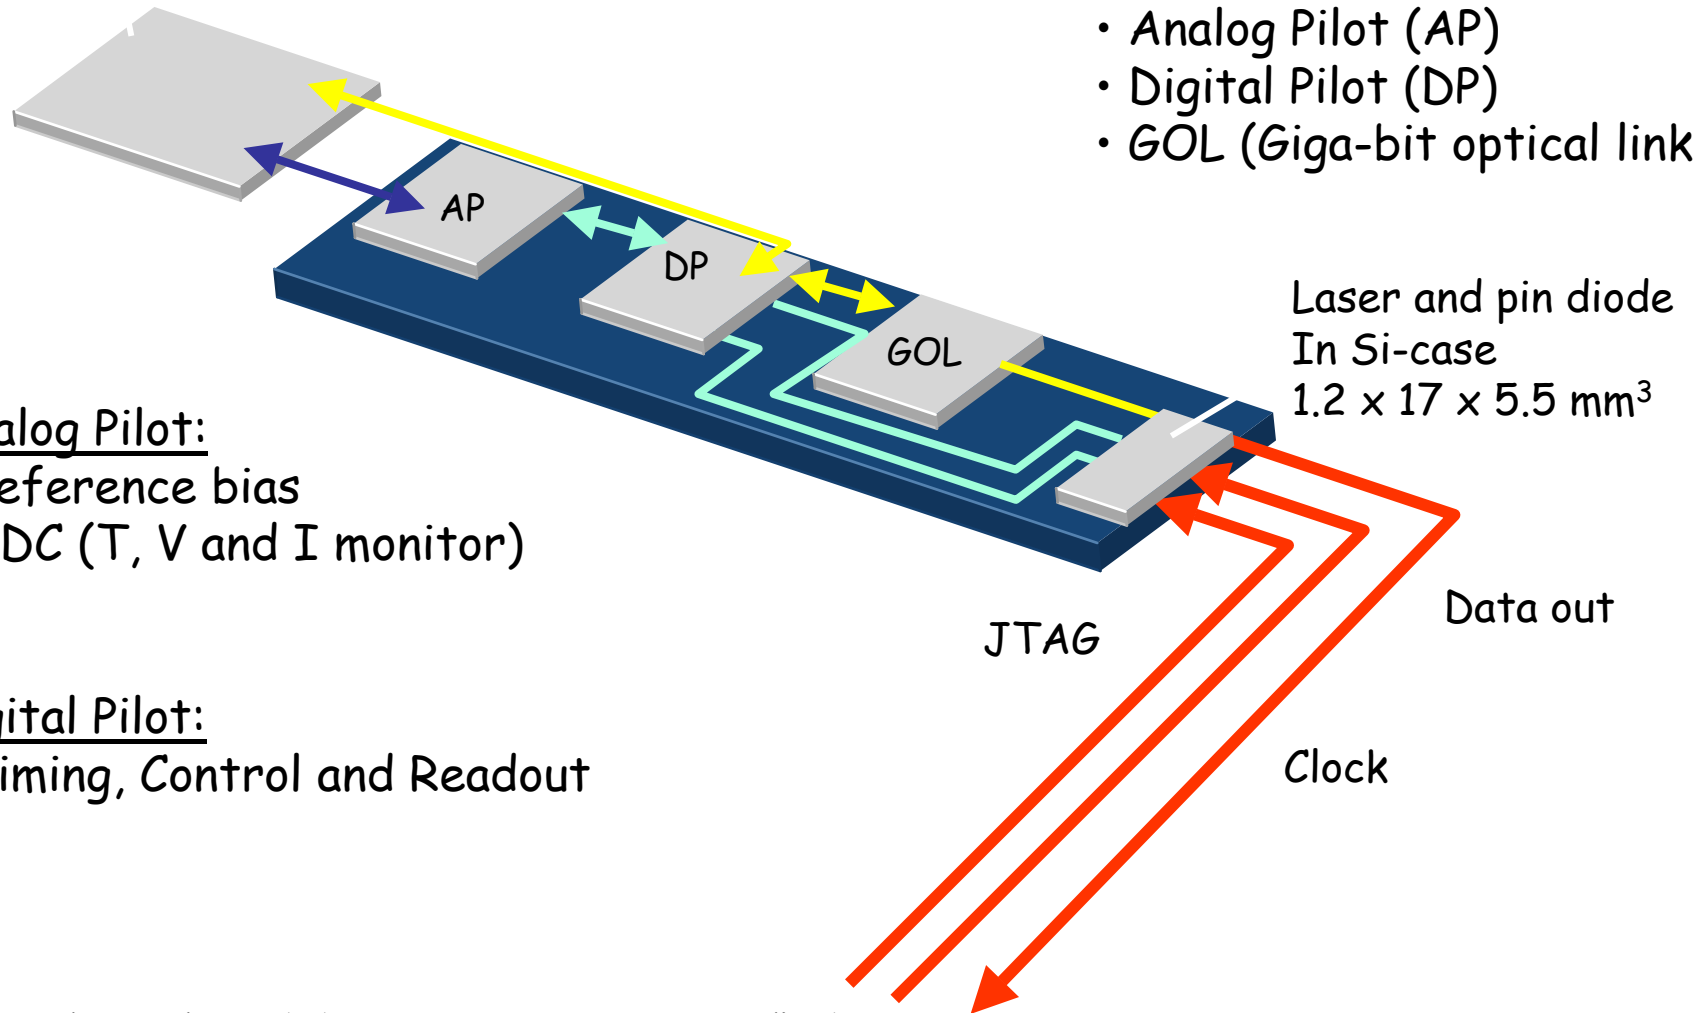 • Analog Pilot (AP)
• Digital Pilot (DP)
• GOL (Giga-bit optical link
AP
DP
GOL
Laser and pin diode
In Si-case
1.2 x 17 x 5.5 mm³
alog Pilot:
eference bias
DC (T, V and I monitor)
JTAG
Data out
gital Pilot:
iming, Control and Readout
Clock